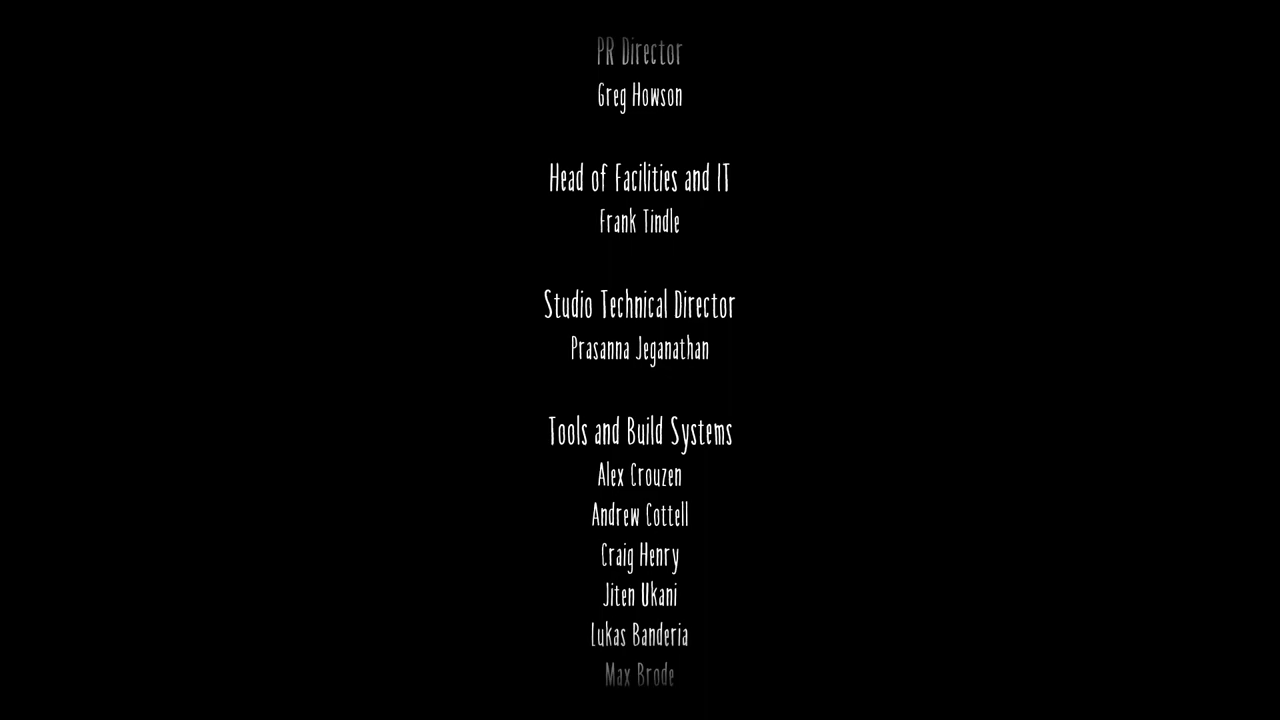 PR Director
Greg Howson
Head of Facilities and IT
Frank Tindle
Studio Technical Director
Prasanna Jeganathan
Tools and Build Systems
Alex Crouzen
Andrew Cottell
Craig Henry
Jiten Ukani
Lukas Banderia
Max Brode